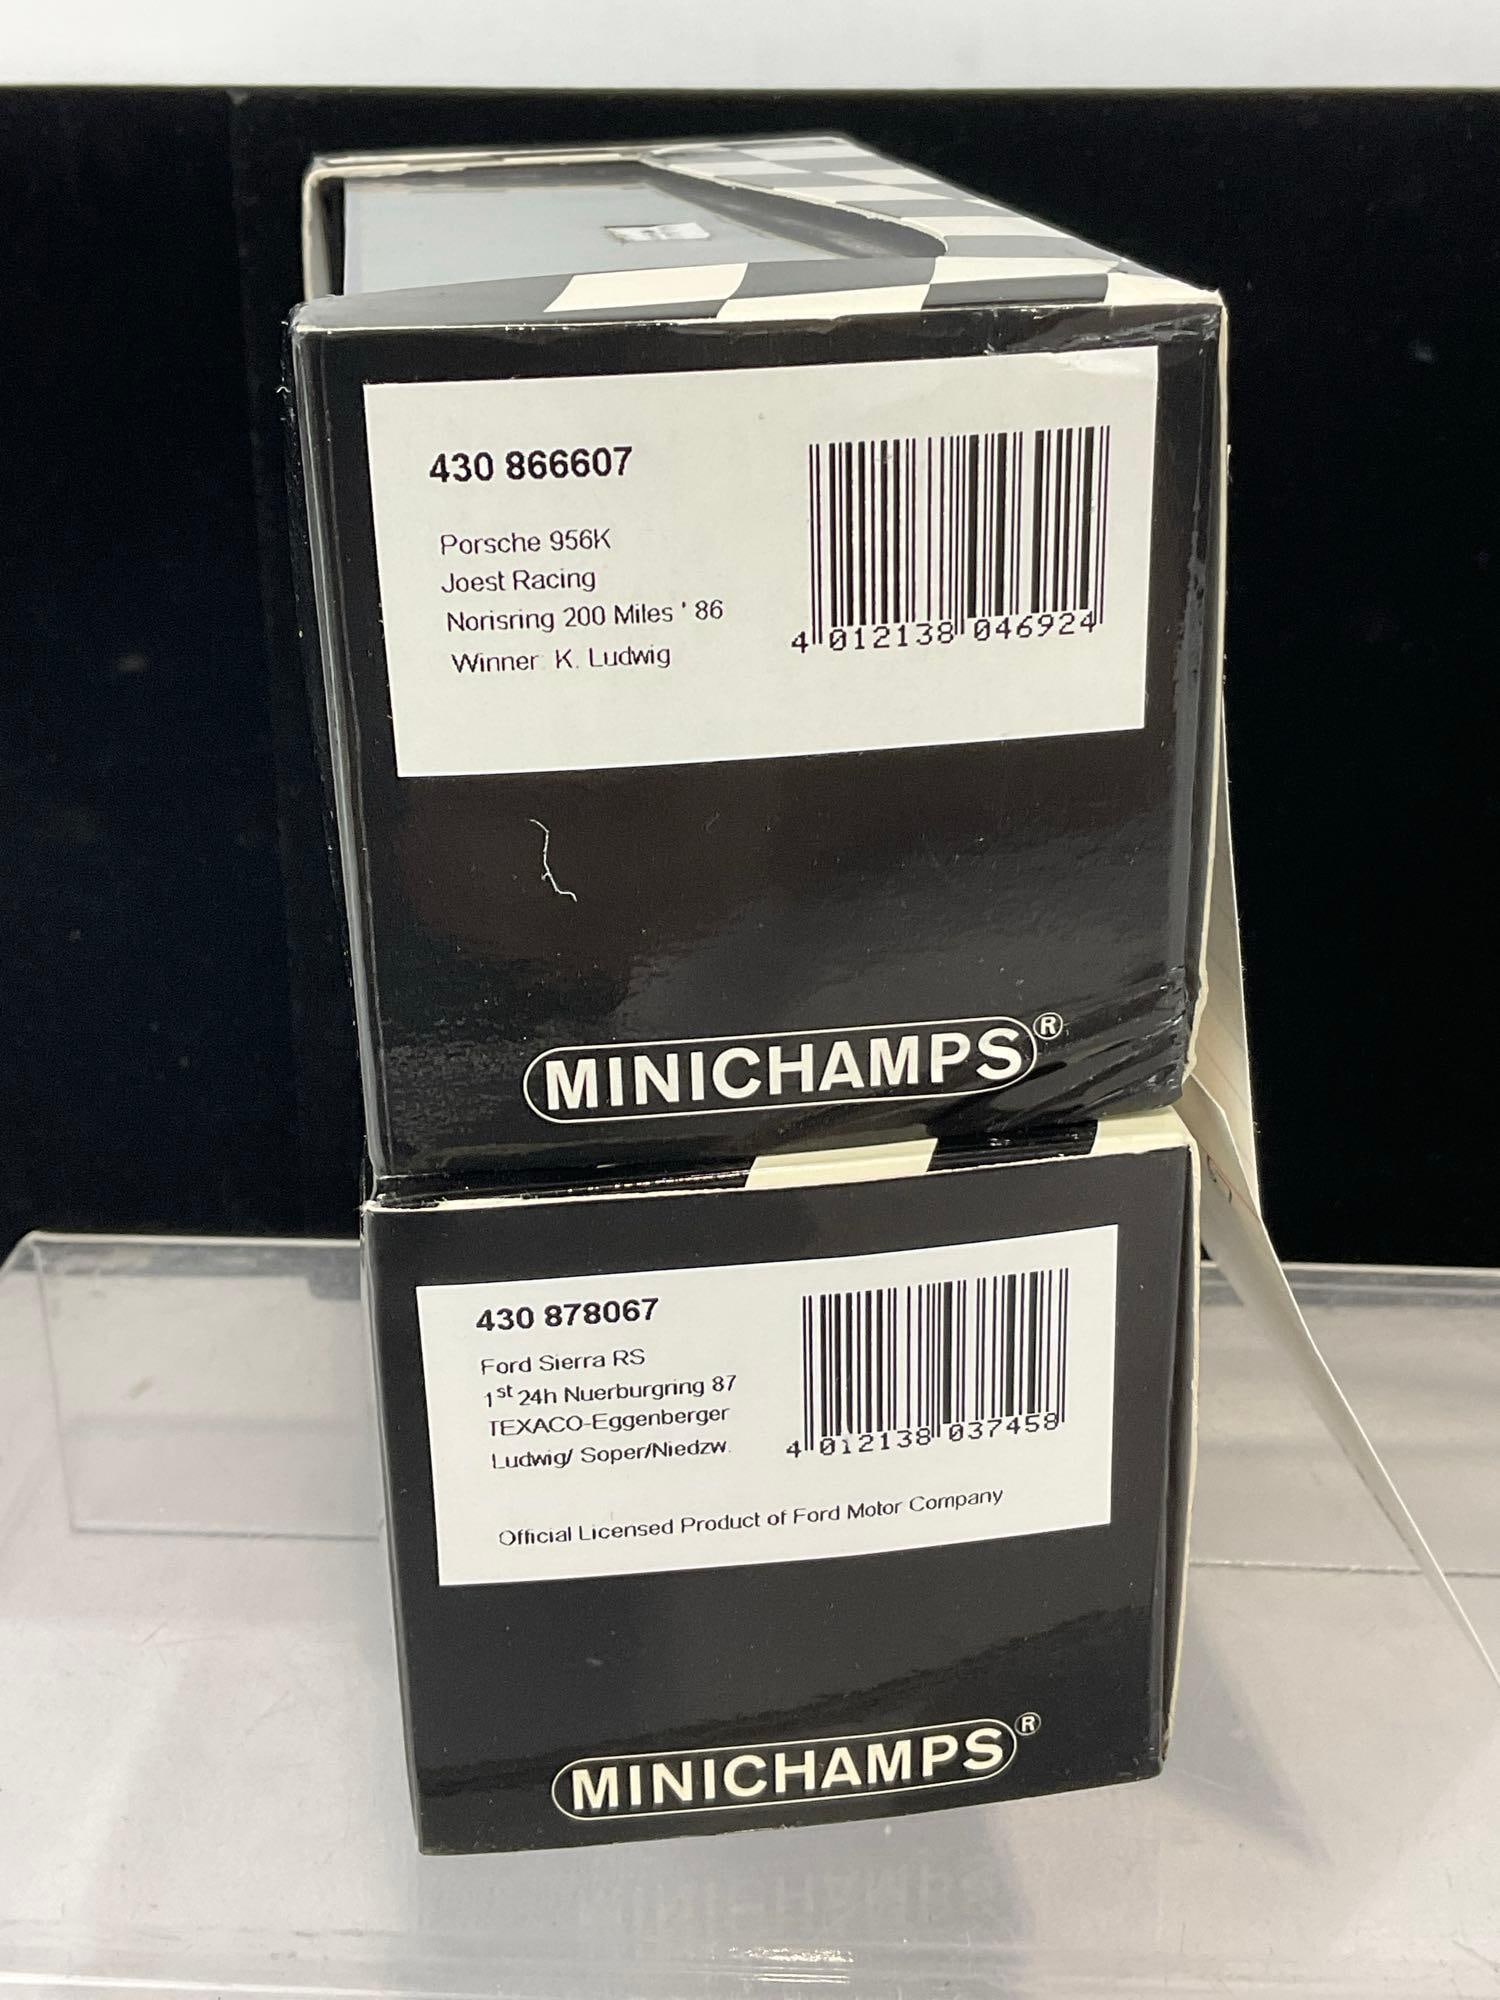 430 866607
Porsche 956K
Joest Racing
Norisring 200 Miles ' 86
Winner: K. Ludwig
4 012138 046924
MINICHAMPS®
430 878067
Ford Sierra RS
1st 24h Nuerburgring 87
TEXACO-Eggenberger
Ludwig/ Soper/Niedzw.
4 012138 037458
Official Licensed Product of Ford Motor Company
MINICHAMPS®